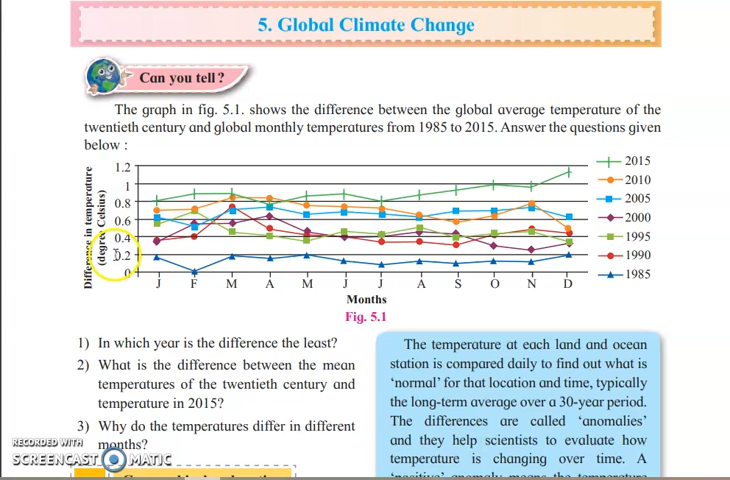 5. Global Climate Change
Can you tell?
The graph in fig. 5.1. shows the difference between the global average temperature of the
twentieth century and global monthly temperatures from 1985 to 2015. Answer the questions given
below :
Difference in temperature
(degree Celsius)
1.2
1
0.8
0.6
0.4
0.2
0
J F M A M J J A S O N D
Months
Fig. 5.1
2015
2010
2005
2000
1995
1990
1985
1) In which year is the difference the least?
2) What is the difference between the mean
temperatures of the twentieth century and
temperature in 2015?
3) Why do the temperatures differ in different
months?
The temperature at each land and ocean
station is compared daily to find out what is
‘normal’ for that location and time, typically
the long-term average over a 30-year period.
The differences are called ‘anomalies’
and they help scientists to evaluate how
temperature is changing over time. A
‘positive’ anomaly means the temperature
RECORDED WITH
SCREENCAST MATIC